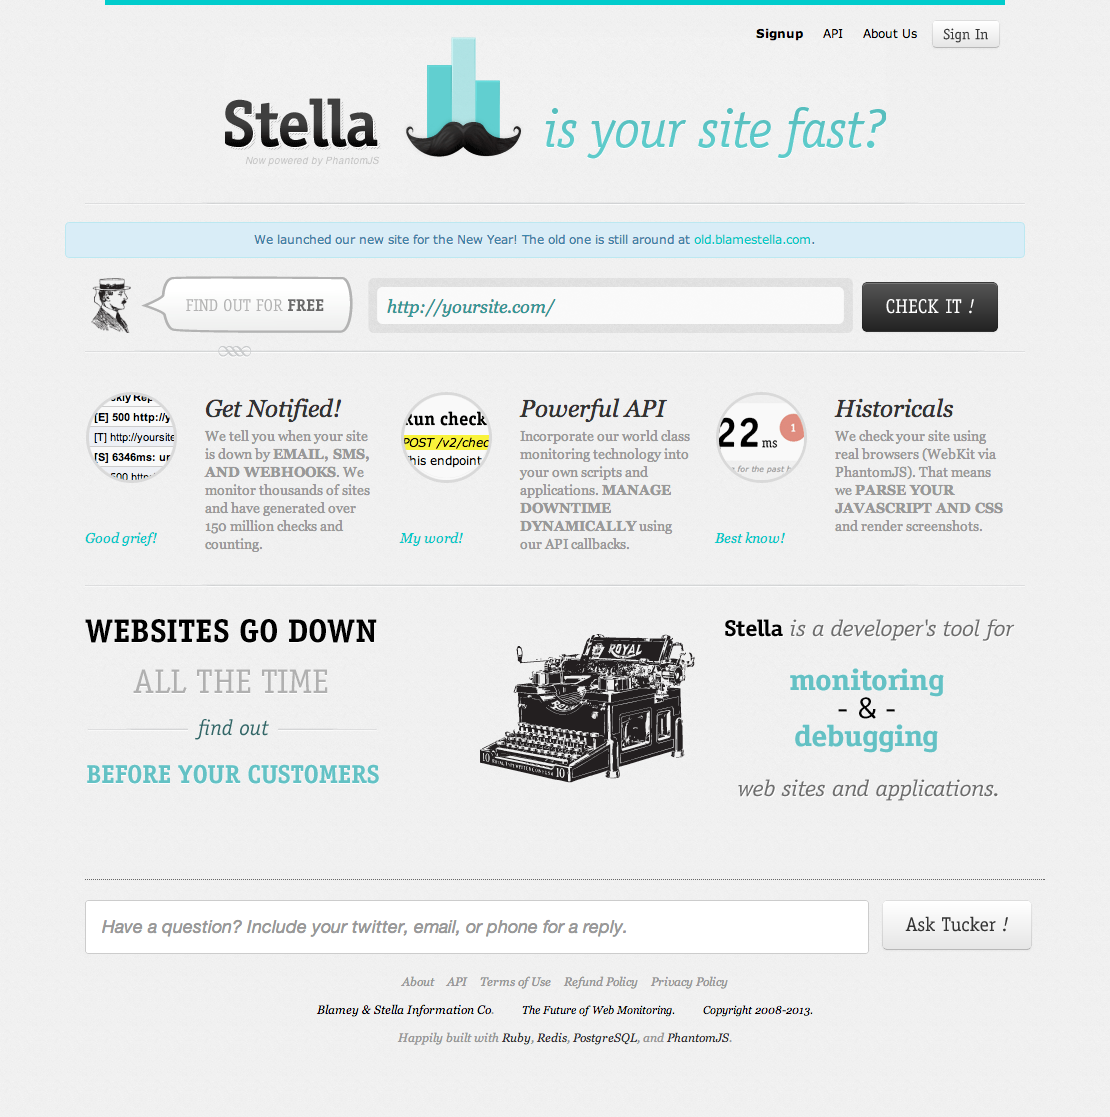 Signup API About Us Sign In
Stella
is your site fast?
Now powered by PhantomJS
We launched our new site for the New Year! The old one is still around at old.blamestella.com.
FIND OUT FOR FREE
http://yoursite.com/
CHECK IT !
[E] 500 http://y
[T] http://yoursite
[S] 6346ms: ur
500 http:
Good grief!
Get Notified!
We tell you when your site
is down by EMAIL, SMS,
AND WEBHOOKS. We
monitor thousands of sites
and have generated over
150 million checks and
counting.
Run check
POST /v2/chec
This endpoint
My word!
Powerful API
Incorporate our world class
monitoring technology into
your own scripts and
applications. MANAGE
DOWNTIME
DYNAMICALLY using
our API callbacks.
22 ms
1
e for the past h
Best know!
Historicals
We check your site using
real browsers (WebKit via
PhantomJS). That means
we PARSE YOUR
JAVASCRIPT AND CSS
and render screenshots.
WEBSITES GO DOWN
ALL THE TIME
find out
BEFORE YOUR CUSTOMERS
ROYAL
10 10
Stella is a developer's tool for
monitoring
- & -
debugging
web sites and applications.
Have a question? Include your twitter, email, or phone for a reply.
Ask Tucker !
About API Terms of Use Refund Policy Privacy Policy
Blamey & Stella Information Co. The Future of Web Monitoring. Copyright 2008-2013.
Happily built with Ruby, Redis, PostgreSQL, and PhantomJS.